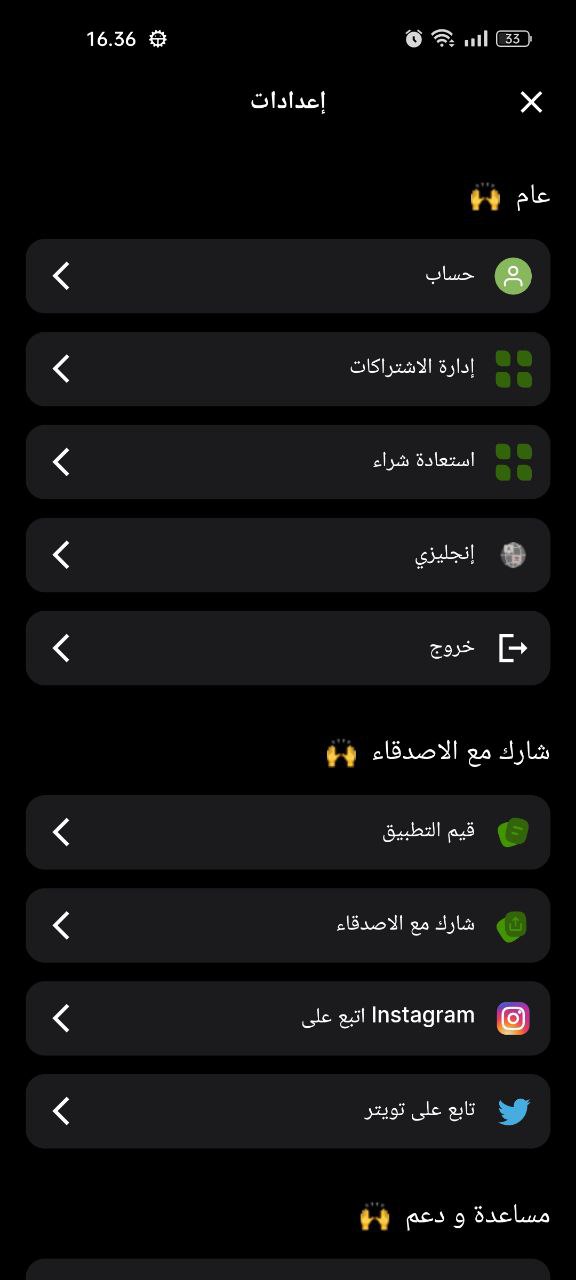 16.36
33
إعدادات
عام 🙌
حساب
إدارة الاشتراكات
استعادة شراء
إنجليزي
خروج
شارك مع الاصدقاء 🙌
قيم التطبيق
شارك مع الاصدقاء
Instagram اتبع على
تابع على تويتر
مساعدة و دعم 🙌